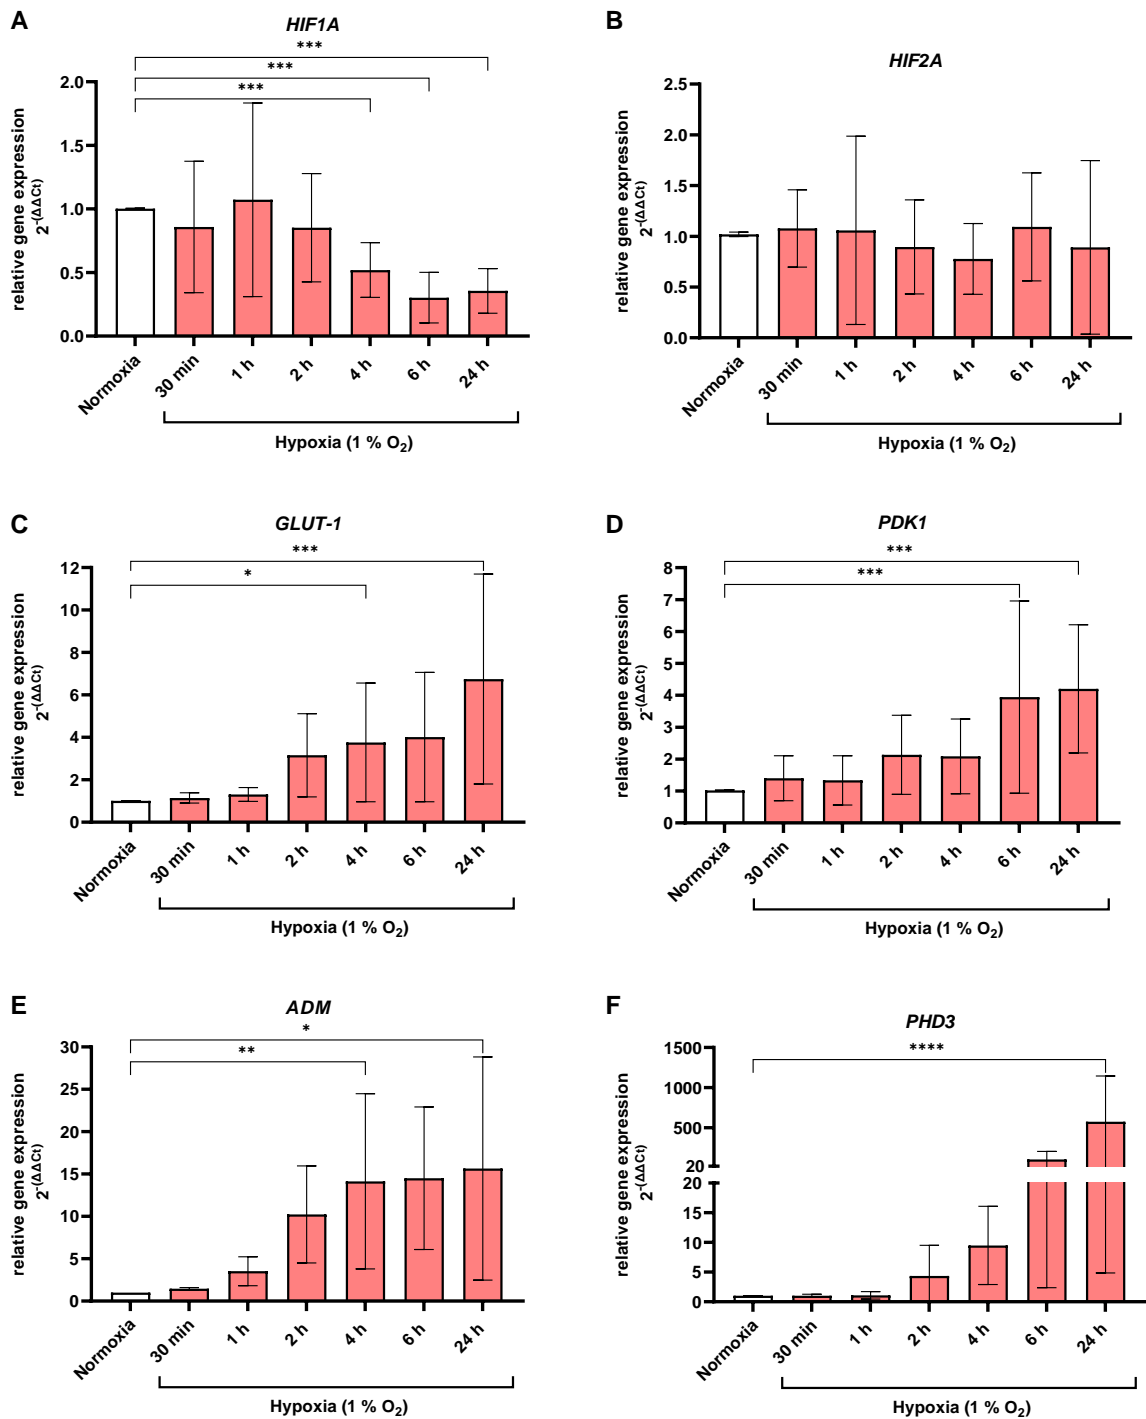 A
HIF1A
***
***
***
relative gene expression
2-(ΔΔCt)
2.0
1.5
1.0
0.5
0.0
Normoxia
30 min
1 h
2 h
4 h
6 h
24 h
Hypoxia (1 % O2)
B
HIF2A
relative gene expression
2-(ΔΔCt)
2.5
2.0
1.5
1.0
0.5
0.0
Normoxia
30 min
1 h
2 h
4 h
6 h
24 h
Hypoxia (1 % O2)
C
GLUT-1
***
*
relative gene expression
2-(ΔΔCt)
12
10
8
6
4
2
0
Normoxia
30 min
1 h
2 h
4 h
6 h
24 h
Hypoxia (1 % O2)
D
PDK1
***
***
relative gene expression
2-(ΔΔCt)
8
7
6
5
4
3
2
1
0
Normoxia
30 min
1 h
2 h
4 h
6 h
24 h
Hypoxia (1 % O2)
E
ADM
*
**
relative gene expression
2-(ΔΔCt)
30
25
20
15
10
5
0
Normoxia
30 min
1 h
2 h
4 h
6 h
24 h
Hypoxia (1 % O2)
F
PHD3
****
relative gene expression
2-(ΔΔCt)
1500
1000
500
20
20
15
10
5
0
Normoxia
30 min
1 h
2 h
4 h
6 h
24 h
Hypoxia (1 % O2)